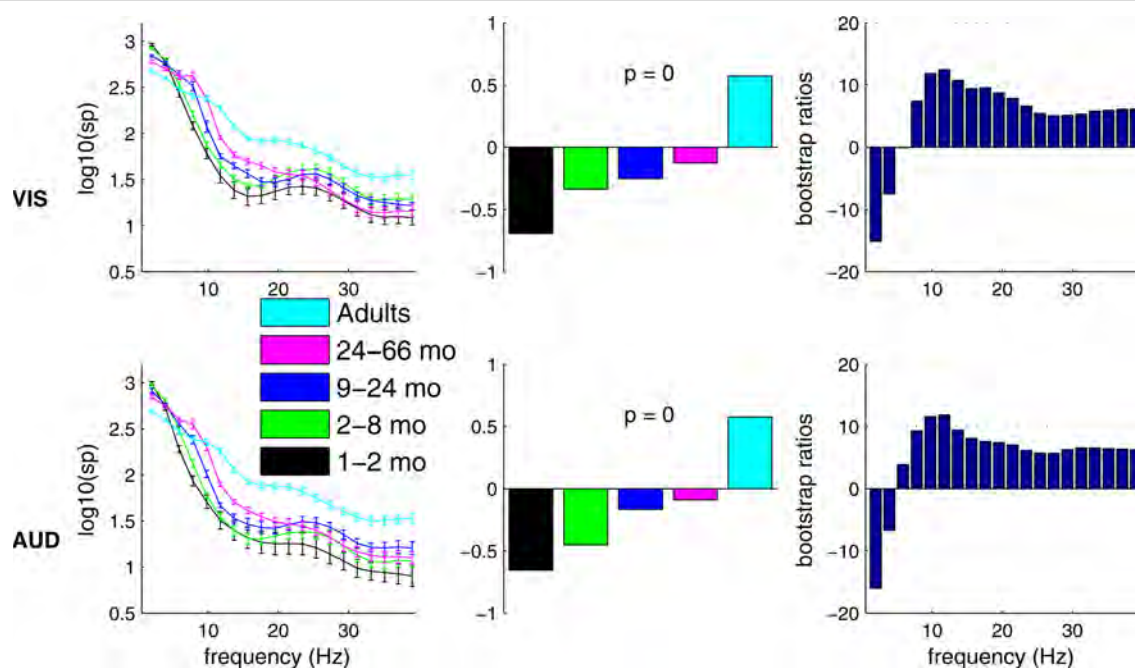 VIS
log10(sp)
3
2.5
2
1.5
1
0.5
10 20 30
1
0.5
0
−0.5
−1
p = 0
bootstrap ratios
20
10
0
−10
−20
10 20 30
Adults
24−66 mo
9−24 mo
2−8 mo
1−2 mo
AUD
log10(sp)
3
2.5
2
1.5
1
0.5
10 20 30
frequency (Hz)
1
0.5
0
−0.5
−1
p = 0
bootstrap ratios
20
10
0
−10
−20
10 20 30
frequency (Hz)